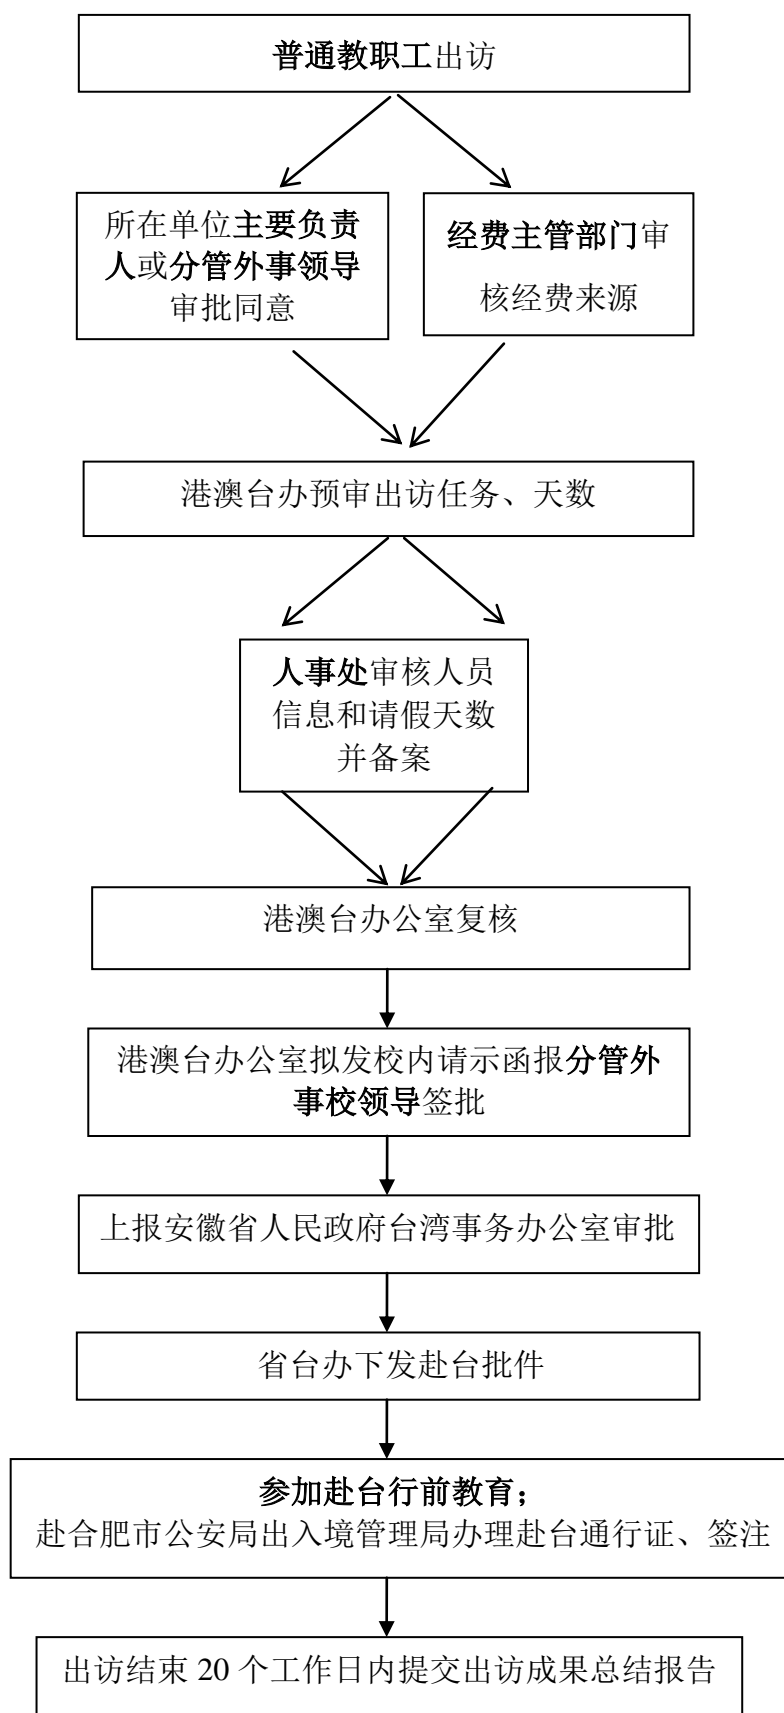 普通教职工出访
所在单位主要负责
人或分管外事领导
审批同意
经费主管部门审
核经费来源
港澳台办预审出访任务、天数
人事处审核人员
信息和请假天数
并备案
港澳台办公室复核
港澳台办公室拟发校内请示函报分管外
事校领导签批
上报安徽省人民政府台湾事务办公室审批
省台办下发赴台批件
参加赴台行前教育；
赴合肥市公安局出入境管理局办理赴台通行证、签注
出访结束 20 个工作日内提交出访成果总结报告